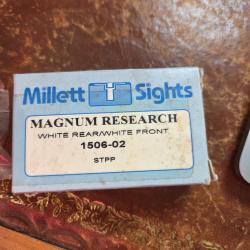 Millett Sights
MAGNUM RESEARCH
WHITE REAR/WHITE FRONT
1506-02
STPP